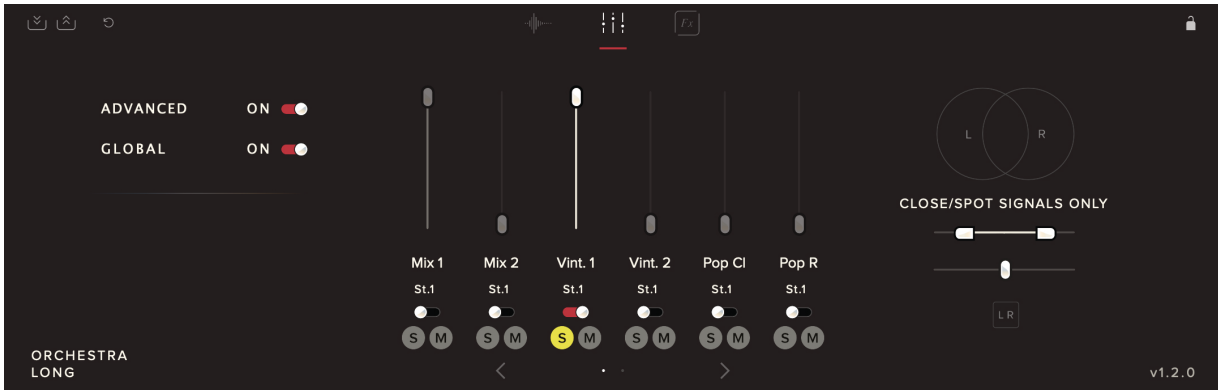 Fx
ADVANCED ON
GLOBAL ON
L R
CLOSE/SPOT SIGNALS ONLY
Mix 1 Mix 2 Vint. 1 Vint. 2 Pop Cl Pop R
St.1 St.1 St.1 St.1 St.1 St.1
S M S M S M S M S M S M
L R
ORCHESTRA
LONG
v1.2.0